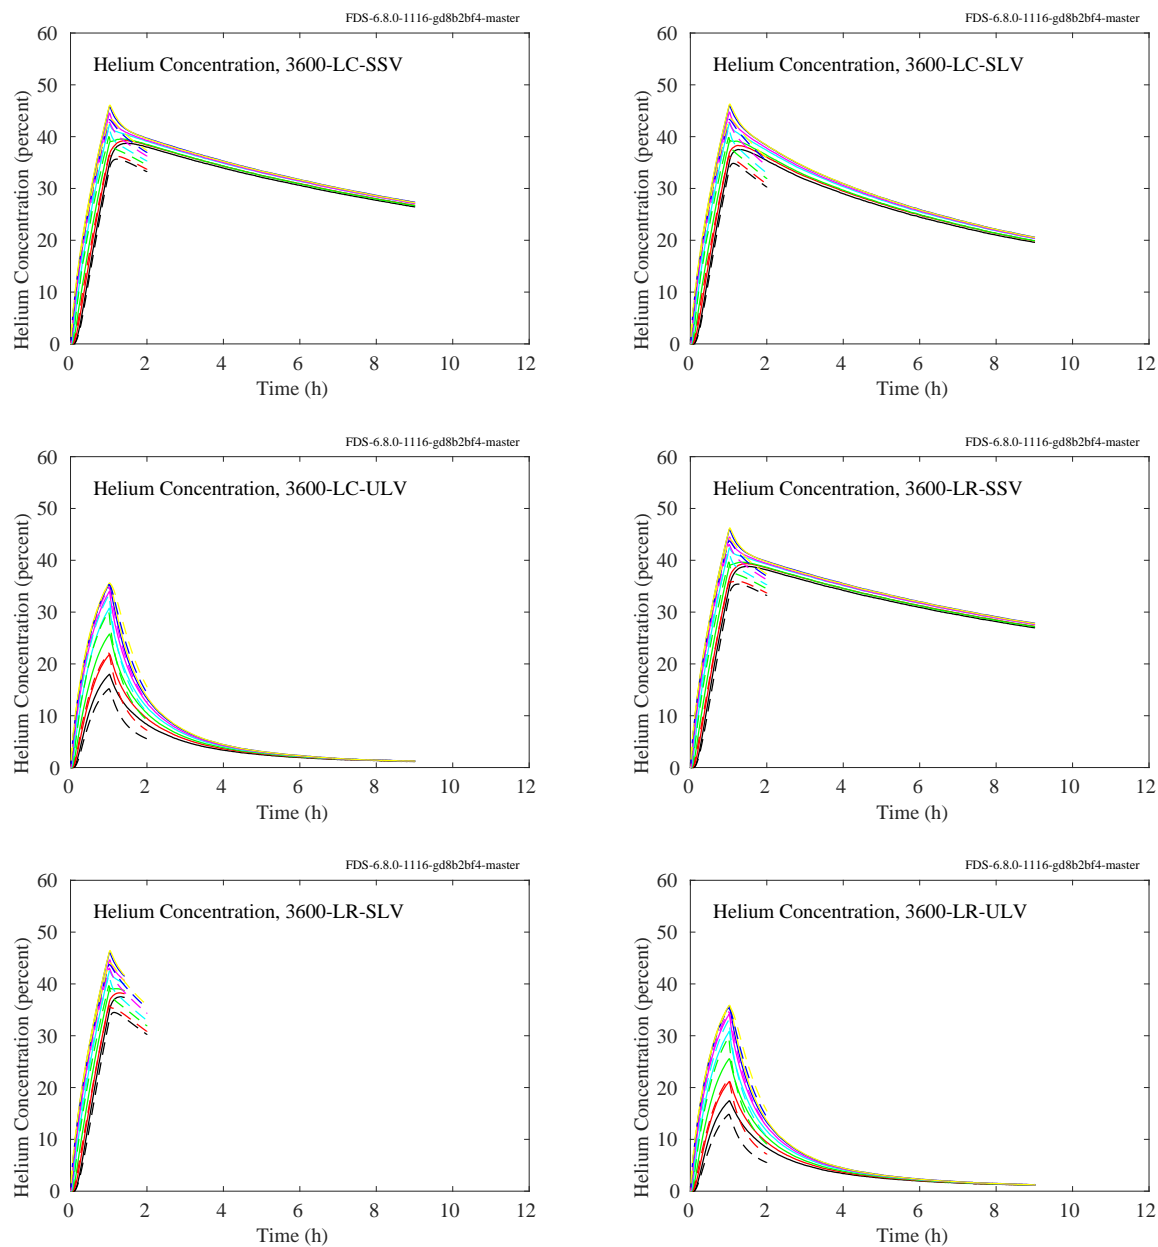 FDS-6.8.0-1116-gd8b2bf4-master
Helium Concentration, 3600-LC-SSV
Helium Concentration (percent)
60
50
40
30
20
10
0
0 2 4 6 8 10 12
Time (h)
FDS-6.8.0-1116-gd8b2bf4-master
Helium Concentration, 3600-LC-SLV
Helium Concentration (percent)
60
50
40
30
20
10
0
0 2 4 6 8 10 12
Time (h)
FDS-6.8.0-1116-gd8b2bf4-master
Helium Concentration, 3600-LC-ULV
Helium Concentration (percent)
60
50
40
30
20
10
0
0 2 4 6 8 10 12
Time (h)
FDS-6.8.0-1116-gd8b2bf4-master
Helium Concentration, 3600-LR-SSV
Helium Concentration (percent)
60
50
40
30
20
10
0
0 2 4 6 8 10 12
Time (h)
FDS-6.8.0-1116-gd8b2bf4-master
Helium Concentration, 3600-LR-SLV
Helium Concentration (percent)
60
50
40
30
20
10
0
0 2 4 6 8 10 12
Time (h)
FDS-6.8.0-1116-gd8b2bf4-master
Helium Concentration, 3600-LR-ULV
Helium Concentration (percent)
60
50
40
30
20
10
0
0 2 4 6 8 10 12
Time (h)